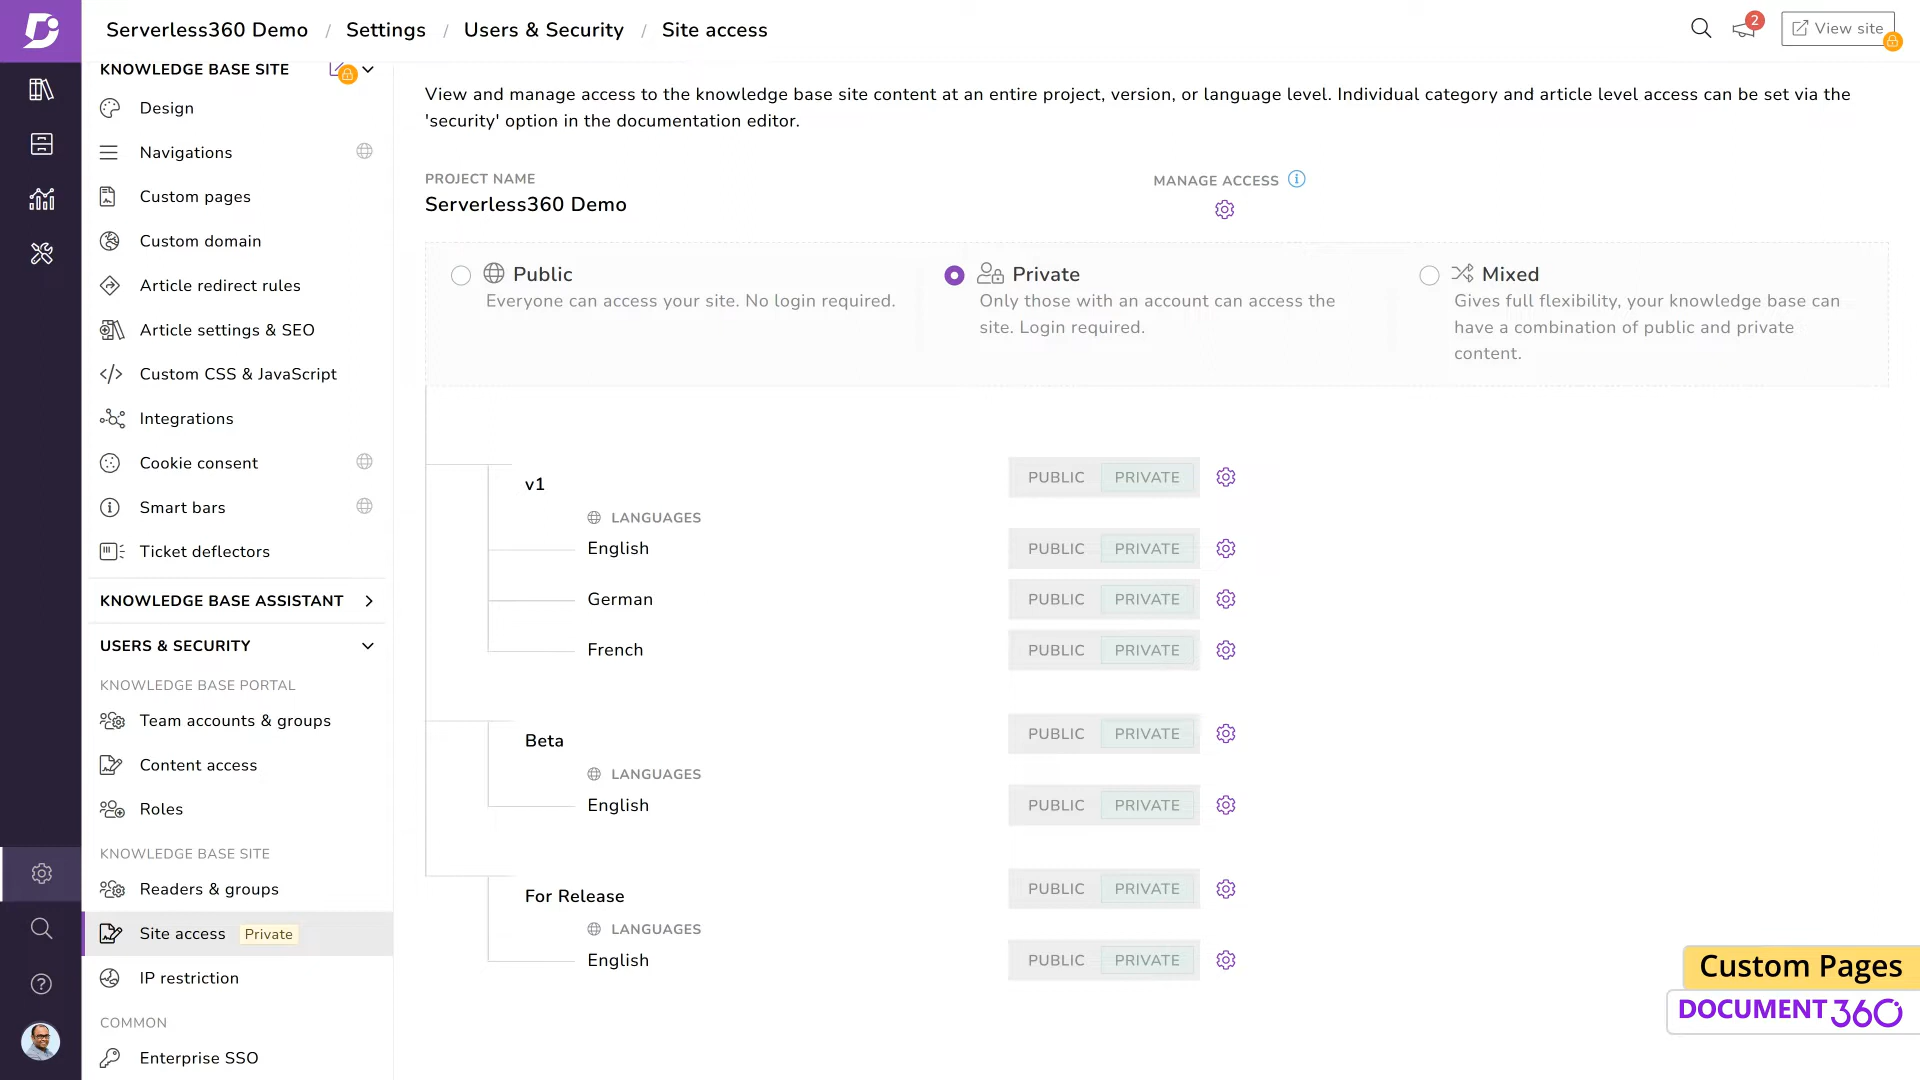 Serverless360 Demo / Settings / Users & Security / Site access
2
View site
KNOWLEDGE BASE SITE
Design
Navigations
Custom pages
Custom domain
Article redirect rules
Article settings & SEO
Custom CSS & JavaScript
Integrations
Cookie consent
Smart bars
Ticket deflectors
KNOWLEDGE BASE ASSISTANT
USERS & SECURITY
KNOWLEDGE BASE PORTAL
Team accounts & groups
Content access
Roles
KNOWLEDGE BASE SITE
Readers & groups
Site access Private
IP restriction
COMMON
Enterprise SSO
View and manage access to the knowledge base site content at an entire project, version, or language level. Individual category and article level access can be set via the
'security' option in the documentation editor.
PROJECT NAME
Serverless360 Demo
MANAGE ACCESS
Public
Everyone can access your site. No login required.
Private
Only those with an account can access the
site. Login required.
Mixed
Gives full flexibility, your knowledge base can
have a combination of public and private
content.
v1 PUBLIC PRIVATE
LANGUAGES
English PUBLIC PRIVATE
German PUBLIC PRIVATE
French PUBLIC PRIVATE
Beta PUBLIC PRIVATE
LANGUAGES
English PUBLIC PRIVATE
For Release PUBLIC PRIVATE
LANGUAGES
English PUBLIC PRIVATE
Custom Pages
DOCUMENT360